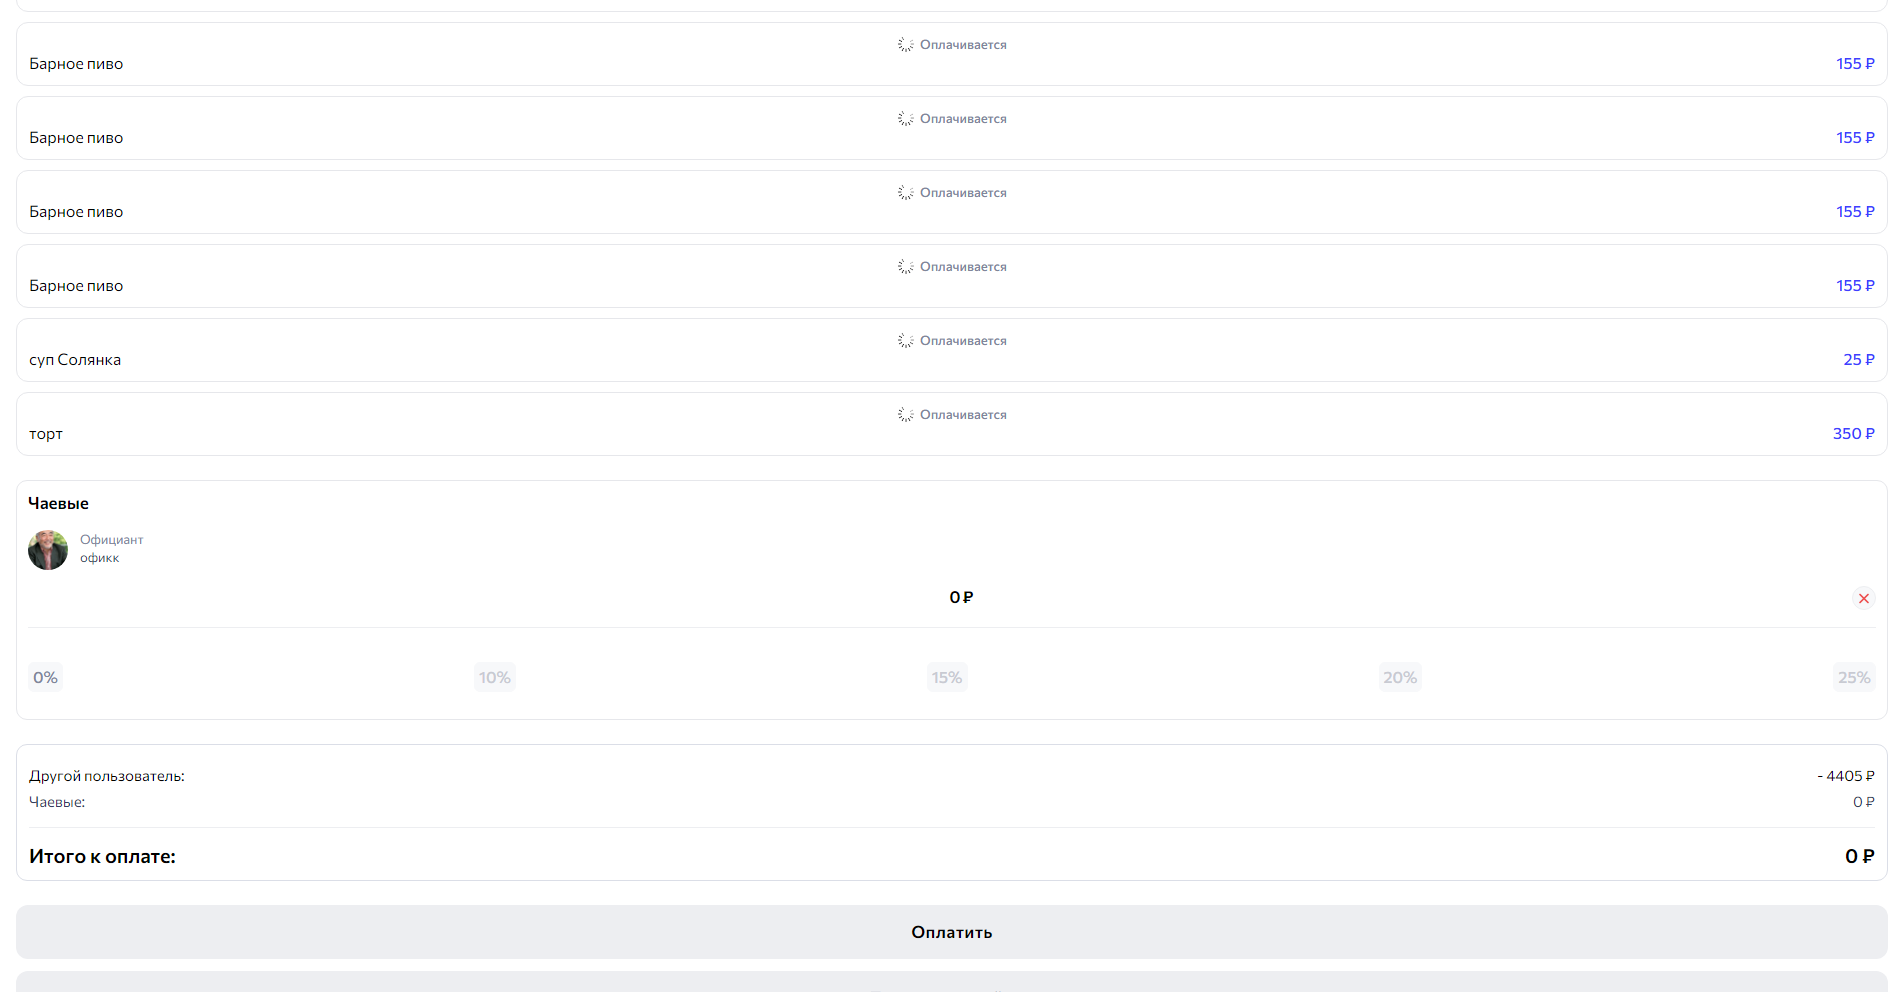 Оплачивается
Барное пиво 155 ₽
Оплачивается
Барное пиво 155 ₽
Оплачивается
Барное пиво 155 ₽
Оплачивается
Барное пиво 155 ₽
Оплачивается
суп Солянка 25 ₽
Оплачивается
торт 350 ₽
Чаевые
Официант
офикк
0 ₽
0% 10% 15% 20% 25%
Другой пользователь: - 4405 ₽
Чаевые: 0 ₽
Итого к оплате: 0 ₽
Оплатить